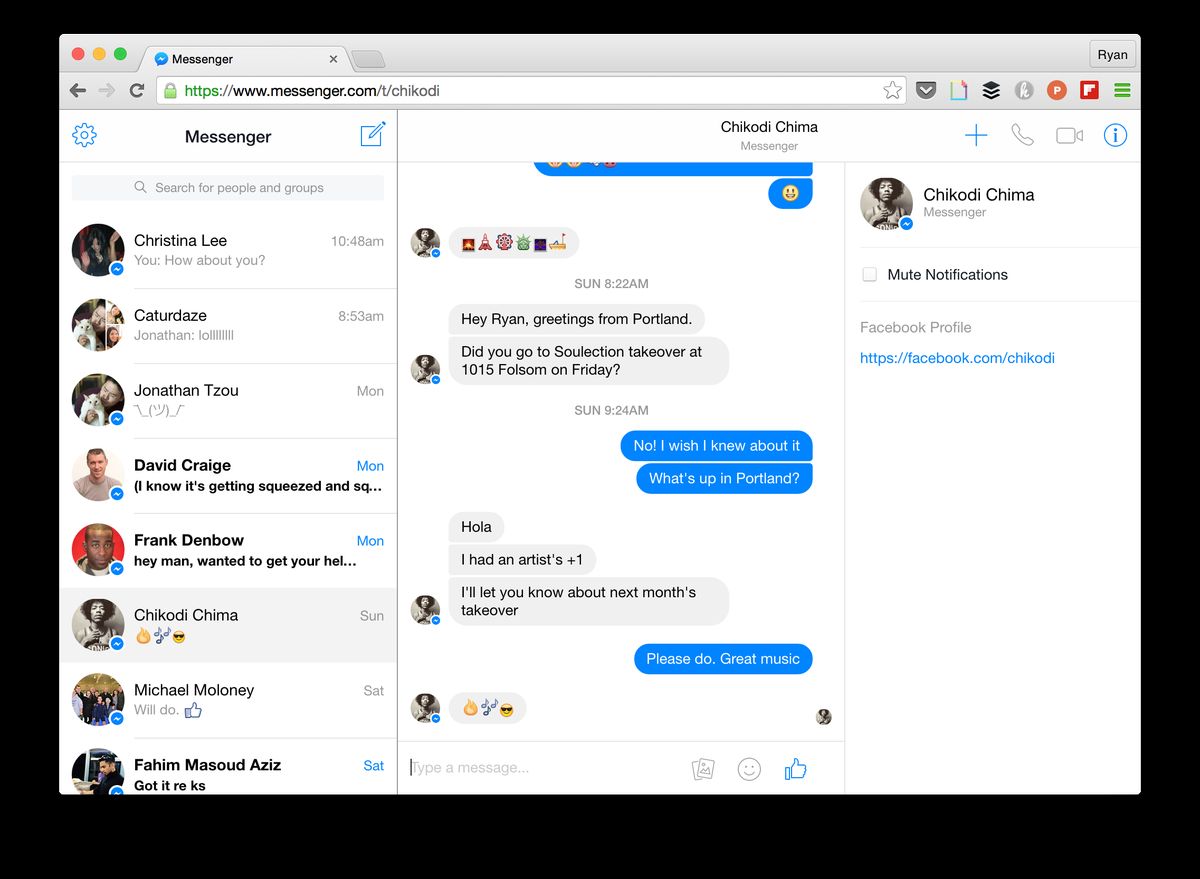 Messenger
Ryan
https://www.messenger.com/t/chikodi
Messenger
Search for people and groups
Christina Lee 10:48am
You: How about you?
Caturdaze 8:53am
Jonathan: lollllllll
Jonathan Tzou Mon
¯\_(ツ)_/¯
David Craige Mon
(I know it's getting squeezed and sq...
Frank Denbow Mon
hey man, wanted to get your hel...
Chikodi Chima Sun
🔥🎶😎
Michael Moloney Sat
Will do. 👍
Fahim Masoud Aziz Sat
Got it re ks
Chikodi Chima
Messenger
SUN 8:22AM
Hey Ryan, greetings from Portland.
Did you go to Soulection takeover at
1015 Folsom on Friday?
SUN 9:24AM
No! I wish I knew about it
What's up in Portland?
Hola
I had an artist's +1
I'll let you know about next month's
takeover
Please do. Great music
🔥🎶😎
Type a message...
Chikodi Chima
Messenger
Mute Notifications
Facebook Profile
https://facebook.com/chikodi